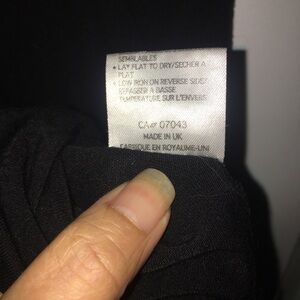 SEMBLABLES
• LAY FLAT TO DRY/SECHER A
PLAT
• LOW IRON ON REVERSE SIDE/
REPASSER A BASSE
TEMPERATURE SUR L'ENVERS
CA# 07043
MADE IN UK
FABRIQUE EN ROYAUME-UNI